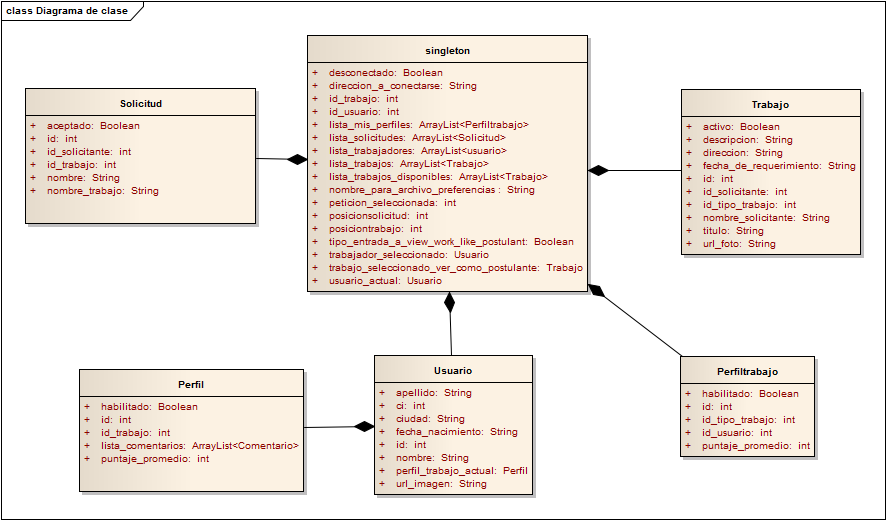 class Diagrama de clase
singleton
+ desconectado: Boolean
+ direccion_a_conectarse: String
+ id_trabajo: int
+ id_usuario: int
+ lista_mis_perfiles: ArrayList<Perfiltrabajo>
+ lista_solicitudes: ArrayList<Solicitud>
+ lista_trabajadores: ArrayList<usuario>
+ lista_trabajos: ArrayList<Trabajo>
+ lista_trabajos_disponibles: ArrayList<Trabajo>
+ nombre_para_archivo_preferencias : String
+ peticion_seleccionada: int
+ posicionsolicitud: int
+ posiciontrabajo: int
+ tipo_entrada_a_view_work_like_postulant: Boolean
+ trabajador_seleccionado: Usuario
+ trabajo_seleccionado_ver_como_postulante: Trabajo
+ usuario_actual: Usuario
Solicitud
+ aceptado: Boolean
+ id: int
+ id_solicitante: int
+ id_trabajo: int
+ nombre: String
+ nombre_trabajo: String
Trabajo
+ activo: Boolean
+ descripcion: String
+ direccion: String
+ fecha_de_requerimiento: String
+ id: int
+ id_solicitante: int
+ id_tipo_trabajo: int
+ nombre_solicitante: String
+ titulo: String
+ url_foto: String
Perfil
+ habilitado: Boolean
+ id: int
+ id_trabajo: int
+ lista_comentarios: ArrayList<Comentario>
+ puntaje_promedio: int
Usuario
+ apellido: String
+ ci: int
+ ciudad: String
+ fecha_nacimiento: String
+ id: int
+ nombre: String
+ perfil_trabajo_actual: Perfil
+ url_imagen: String
Perfiltrabajo
+ habilitado: Boolean
+ id: int
+ id_tipo_trabajo: int
+ id_usuario: int
+ puntaje_promedio: int